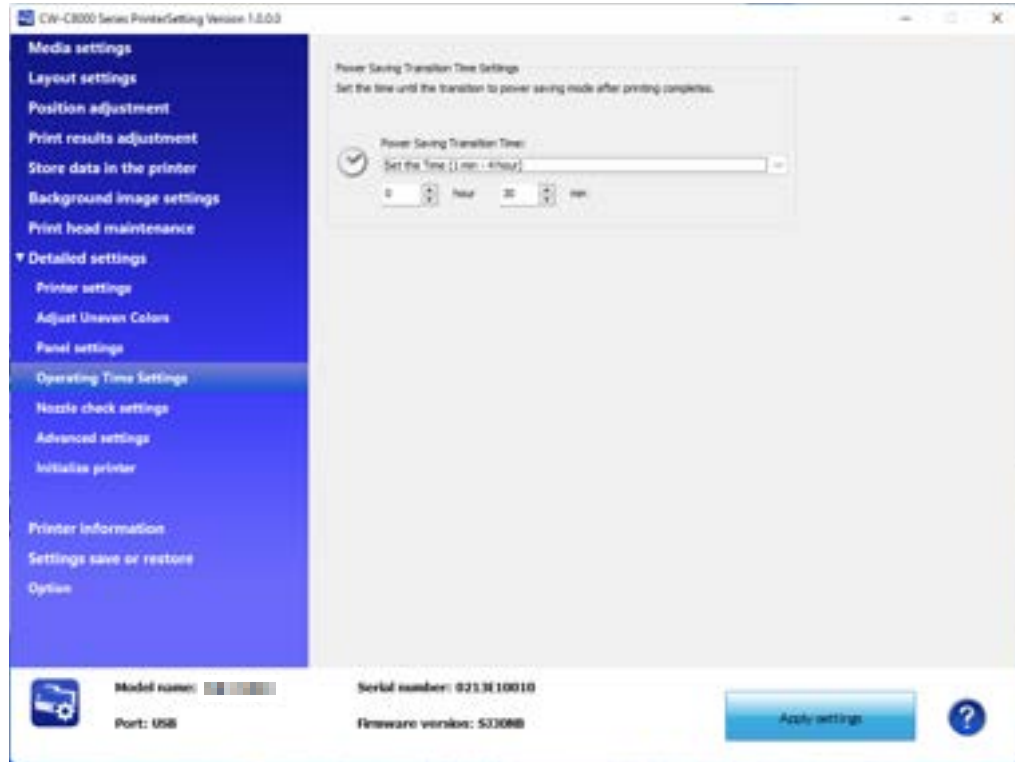 CW-C8000 Series PrinterSetting Version 1.0.0.0
Media settings
Layout settings
Position adjustment
Print results adjustment
Store data in the printer
Background image settings
Print head maintenance
Detailed settings
Printer settings
Adjust Uneven Colors
Panel settings
Operating Time Settings
Nozzle check settings
Advanced settings
Initialize printer
Printer information
Settings save or restore
Option
Power Saving Transition Time Settings
Set the time until the transition to power saving mode after printing completes.
Power Saving Transition Time:
Set the Time (1 min - 4 hour)
hour min
Model name:
Serial number: 0213E10010
Port: USB
Firmware version:
Apply settings
?